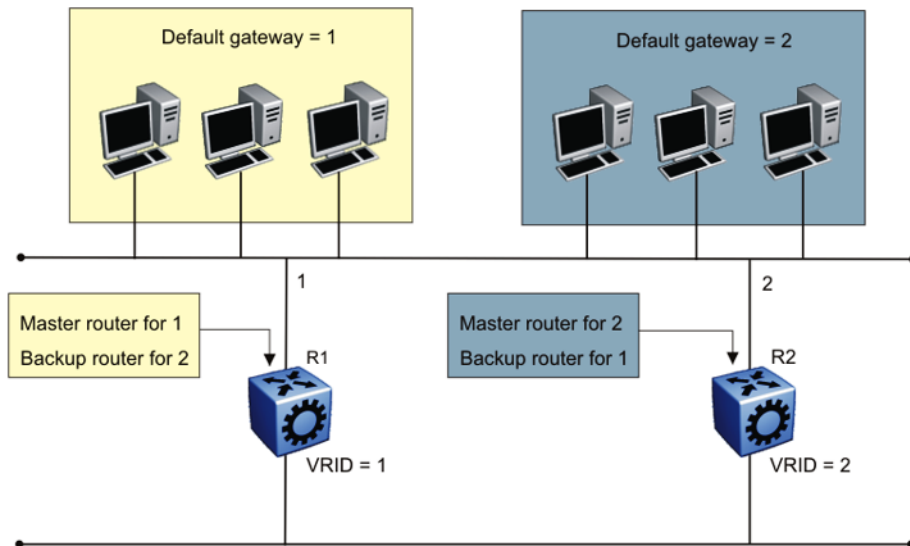 Default gateway = 1
Default gateway = 2
1
2
Master router for 1
Backup router for 2
Master router for 2
Backup router for 1
R1
R2
VRID = 1
VRID = 2